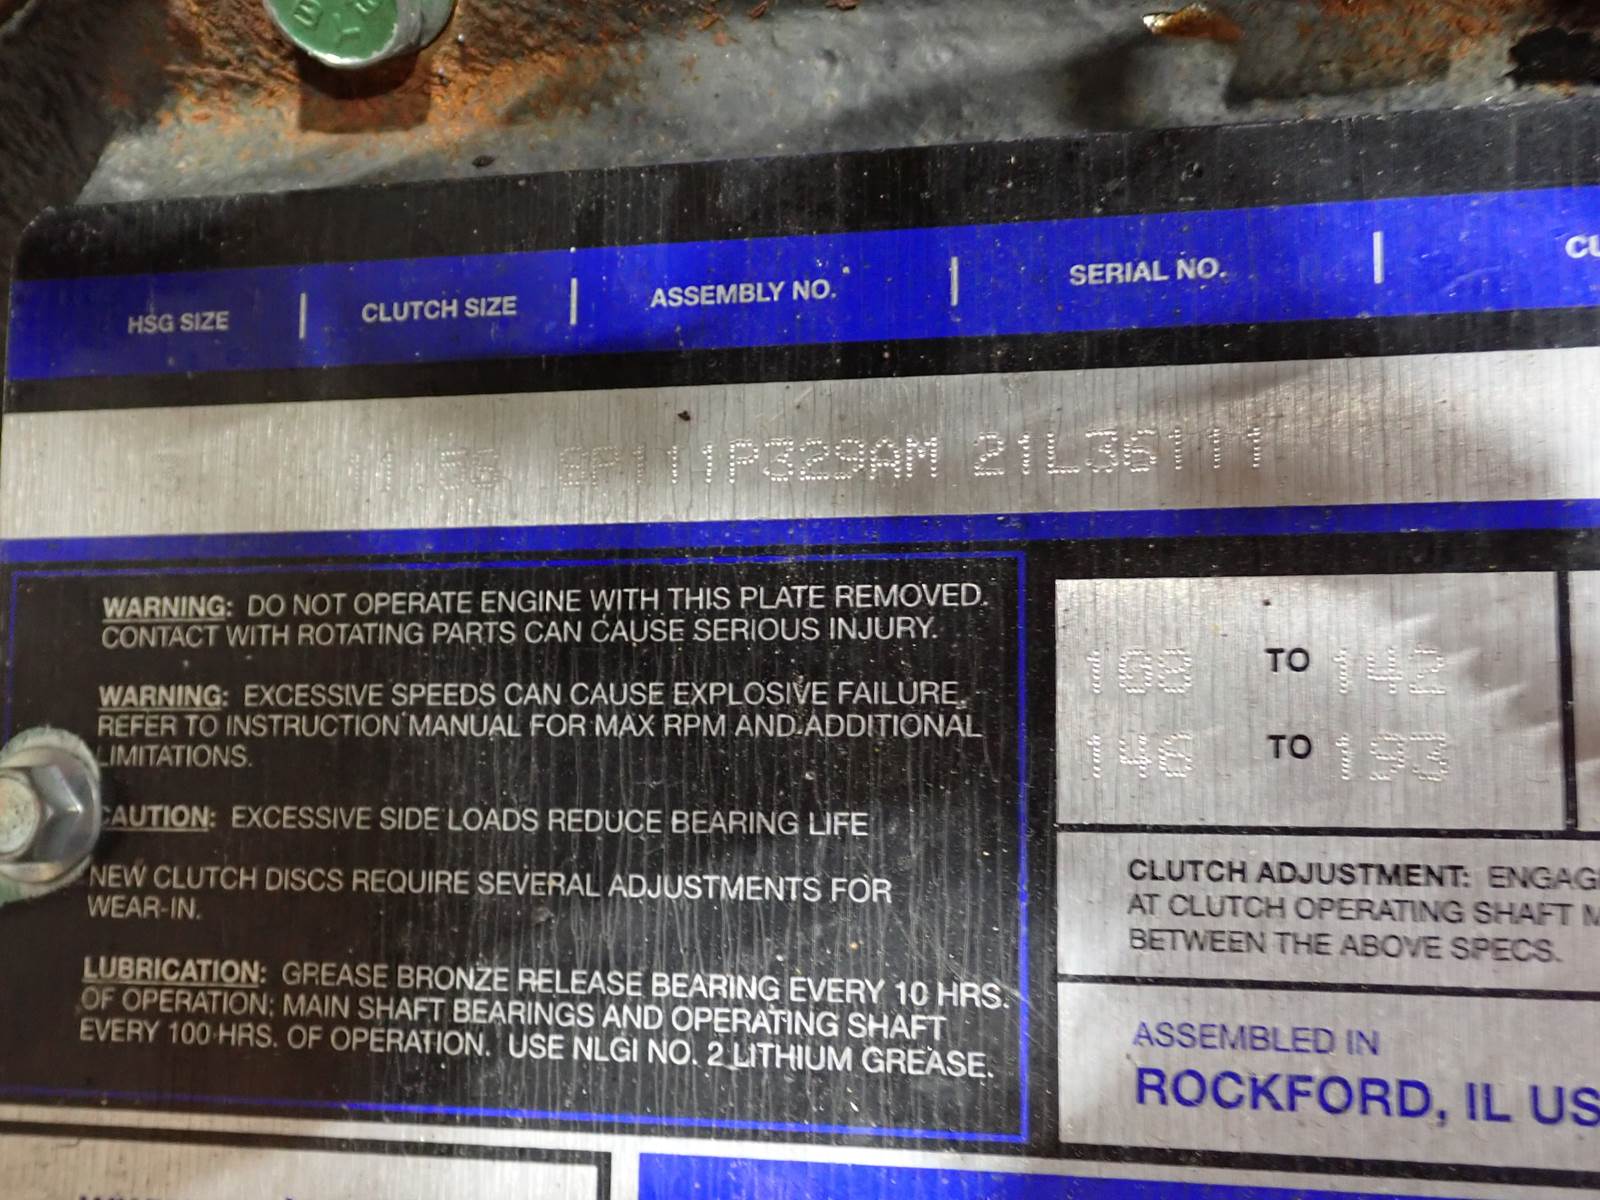 HSG SIZE | CLUTCH SIZE | ASSEMBLY NO. | SERIAL NO. |
11.50 21L36111
WARNING: DO NOT OPERATE ENGINE WITH THIS PLATE REMOVED.
CONTACT WITH ROTATING PARTS CAN CAUSE SERIOUS INJURY.
WARNING: EXCESSIVE SPEEDS CAN CAUSE EXPLOSIVE FAILURE,
REFER TO INSTRUCTION MANUAL FOR MAX RPM AND ADDITIONAL
LIMITATIONS.
CAUTION: EXCESSIVE SIDE LOADS REDUCE BEARING LIFE
NEW CLUTCH DISCS REQUIRE SEVERAL ADJUSTMENTS FOR
WEAR-IN.
LUBRICATION: GREASE BRONZE RELEASE BEARING EVERY 10 HRS.
OF OPERATION; MAIN SHAFT BEARINGS AND OPERATING SHAFT
EVERY 100 HRS. OF OPERATION. USE NLGI NO. 2 LITHIUM GREASE.
108 TO 142
146 TO 193
CLUTCH ADJUSTMENT: ENGAG
AT CLUTCH OPERATING SHAFT M
BETWEEN THE ABOVE SPECS.
ASSEMBLED IN
ROCKFORD, IL US